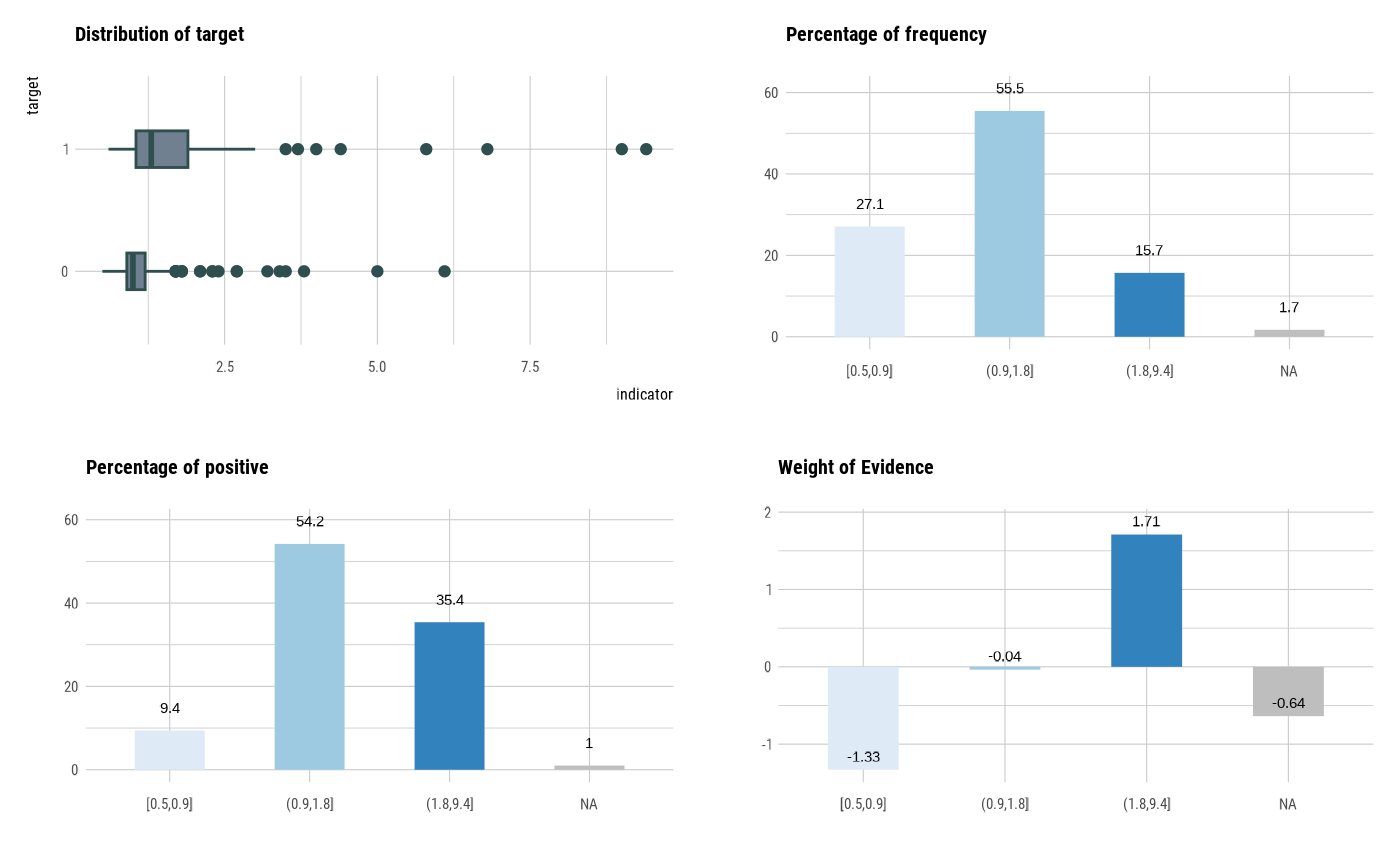 Distribution of target
target
1
0
2.5 5.0 7.5
indicator
Percentage of frequency
60
40
20
0
55.5
27.1
15.7
1.7
[0.5,0.9] (0.9,1.8] (1.8,9.4] NA
Percentage of positive
60
40
20
0
54.2
35.4
9.4
1
[0.5,0.9] (0.9,1.8] (1.8,9.4] NA
Weight of Evidence
2
1
0
-1
1.71
-0.04
-0.64
-1.33
[0.5,0.9] (0.9,1.8] (1.8,9.4] NA